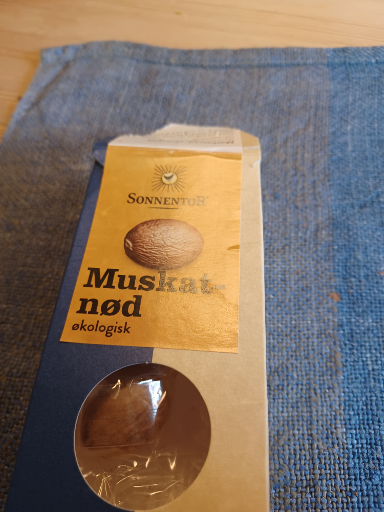 SONNENTOR
Muskat-
nød
økologisk